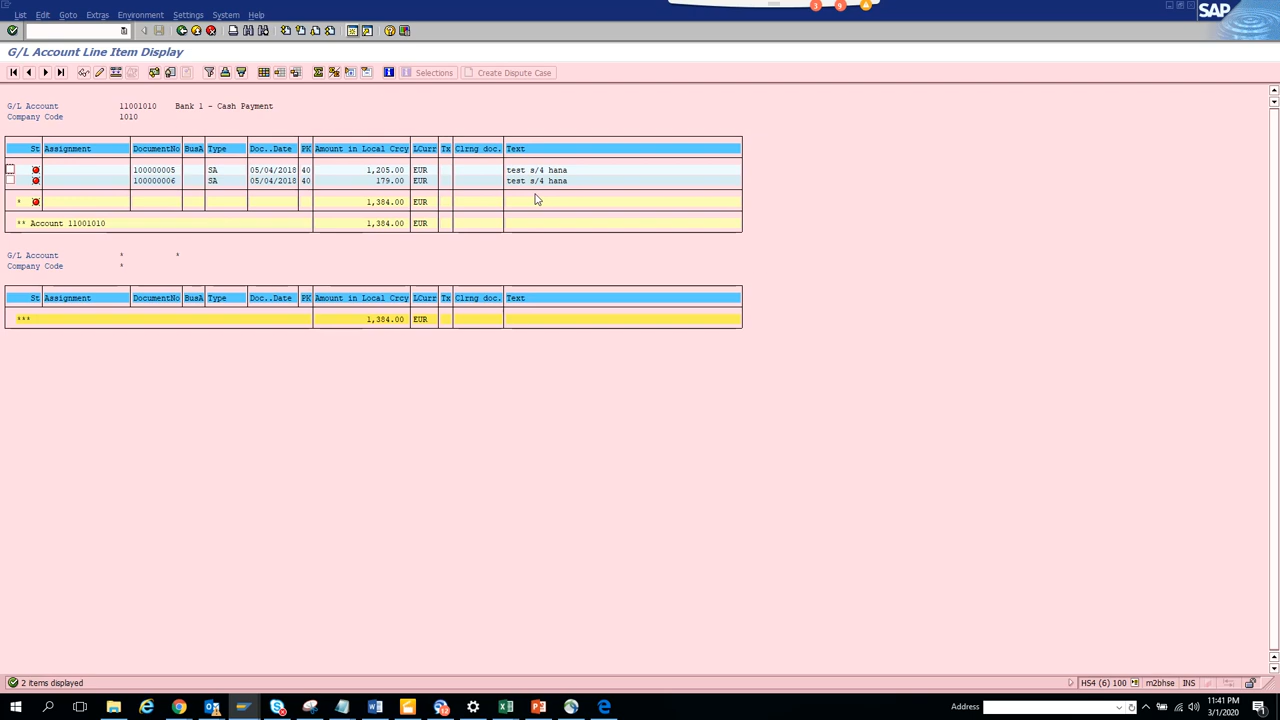 List Edit Goto Extras Environment Settings System Help
3 9
SAP
G/L Account Line Item Display
Selections Create Dispute Case
G/L Account 11001010 Bank 1 - Cash Payment
Company Code 1010
St Assignment DocumentNo BusA Type Doc..Date PK Amount in Local Crcy LCurr Tx Clrng doc. Text
100000005 SA 05/04/2018 40 1,205.00 EUR test s/4 hana
100000006 SA 05/04/2018 40 179.00 EUR test s/4 hana
* 1,384.00 EUR
** Account 11001010 1,384.00 EUR
G/L Account * *
Company Code *
St Assignment DocumentNo BusA Type Doc..Date PK Amount in Local Crcy LCurr Tx Clrng doc. Text
*** 1,384.00 EUR
2 items displayed HS4 (6) 100 m2bhse INS
Address 11:41 PM
3/1/2020